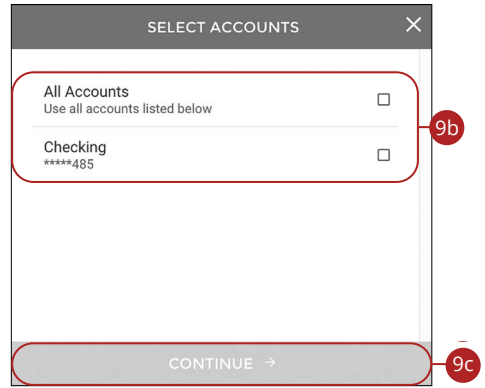 SELECT ACCOUNTS
All Accounts
Use all accounts listed below
9b
Checking
*****485
CONTINUE →
9c